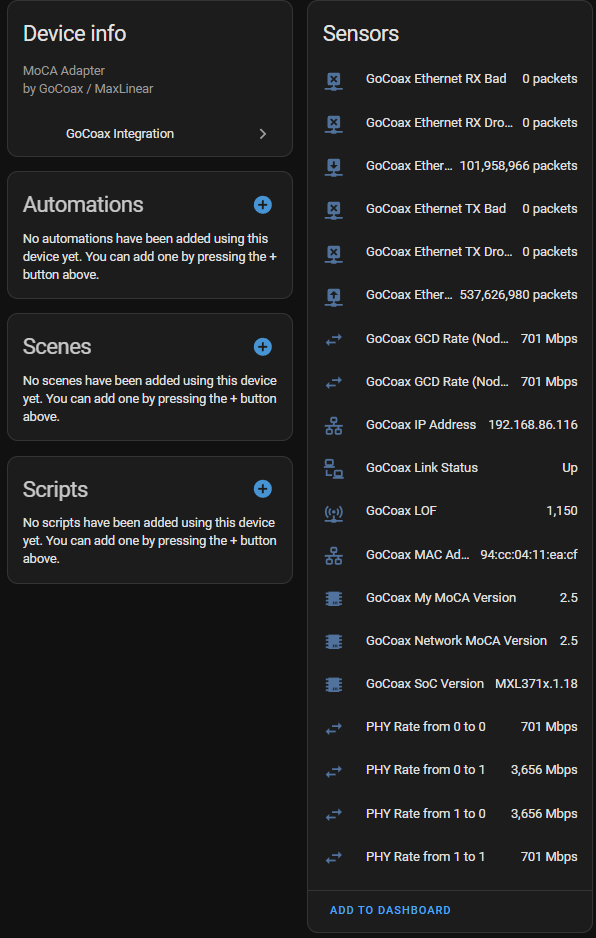 Device info
MoCA Adapter
by GoCoax / MaxLinear
GoCoax Integration
Automations
No automations have been added using this
device yet. You can add one by pressing the +
button above.
Scenes
No scenes have been added using this device
yet. You can add one by pressing the + button
above.
Scripts
No scripts have been added using this device
yet. You can add one by pressing the + button
above.
Sensors
GoCoax Ethernet RX Bad 0 packets
GoCoax Ethernet RX Dro... 0 packets
GoCoax Ether... 101,958,966 packets
GoCoax Ethernet TX Bad 0 packets
GoCoax Ethernet TX Dro... 0 packets
GoCoax Ether... 537,626,980 packets
GoCoax GCD Rate (Nod... 701 Mbps
GoCoax GCD Rate (Nod... 701 Mbps
GoCoax IP Address 192.168.86.116
GoCoax Link Status Up
GoCoax LOF 1,150
GoCoax MAC Ad... 94:cc:04:11:ea:cf
GoCoax My MoCA Version 2.5
GoCoax Network MoCA Version 2.5
GoCoax SoC Version MXL371x.1.18
PHY Rate from 0 to 0 701 Mbps
PHY Rate from 0 to 1 3,656 Mbps
PHY Rate from 1 to 0 3,656 Mbps
PHY Rate from 1 to 1 701 Mbps
ADD TO DASHBOARD